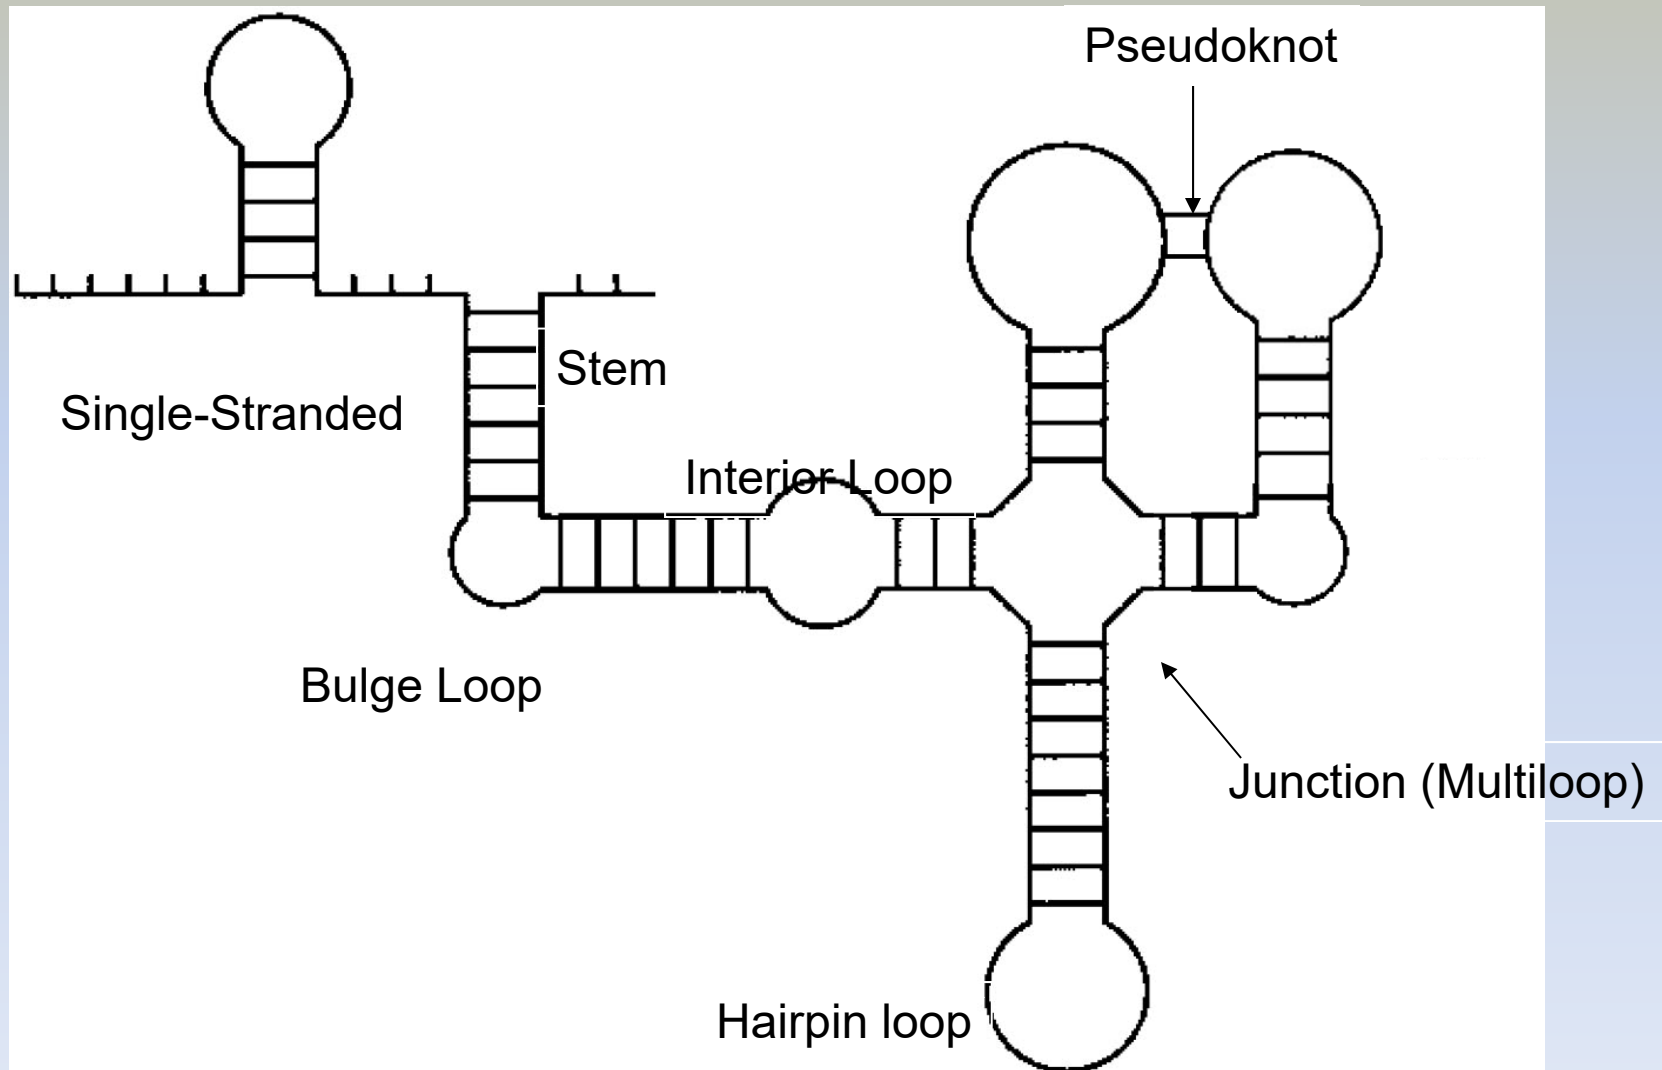 Pseudoknot
Stem
Single-Stranded
Interior Loop
Bulge Loop
Junction (Multiloop)
Hairpin loop